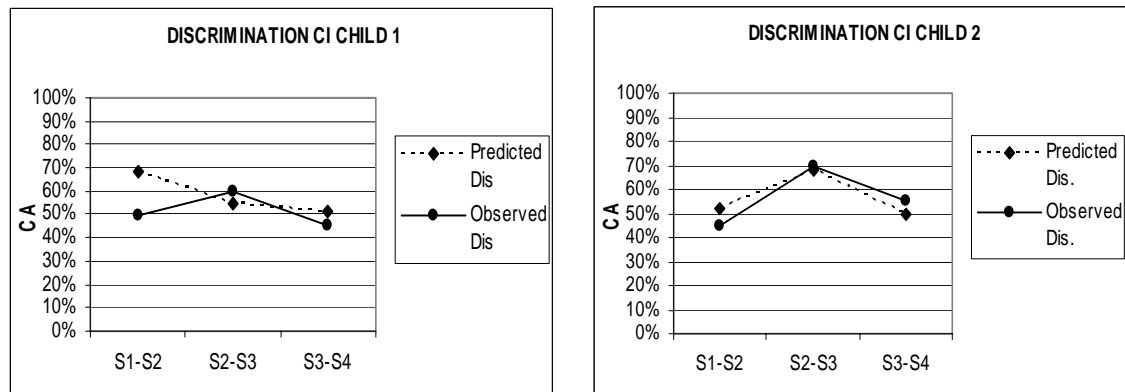 DISCRIMINATION CI CHILD 1
100%
90%
80%
70%
60%
50%
40%
30%
20%
10%
0%
CA
S1-S2 S2-S3 S3-S4
Predicted
Dis
Observed
Dis
DISCRIMINATION CI CHILD 2
100%
90%
80%
70%
60%
50%
40%
30%
20%
10%
0%
CA
S1-S2 S2-S3 S3-S4
Predicted
Dis.
Observed
Dis.